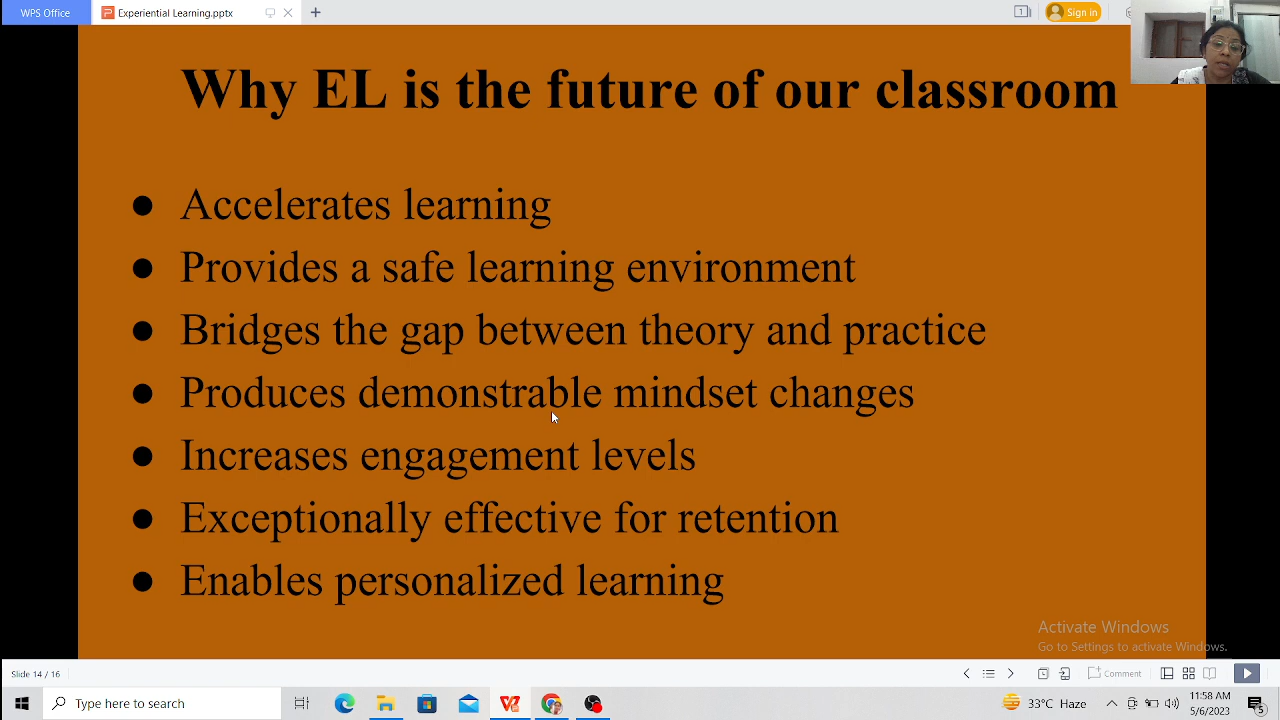 WPS Office
Experiential Learning.pptx
1
Sign in
Why EL is the future of our classroom
● Accelerates learning
● Provides a safe learning environment
● Bridges the gap between theory and practice
● Produces demonstrable mindset changes
● Increases engagement levels
● Exceptionally effective for retention
● Enables personalized learning
Activate Windows
Go to Settings to activate Windows.
Slide 14 / 16
Comment
Type here to search
33°C Haze
11:58 AM
5/6/2023
5